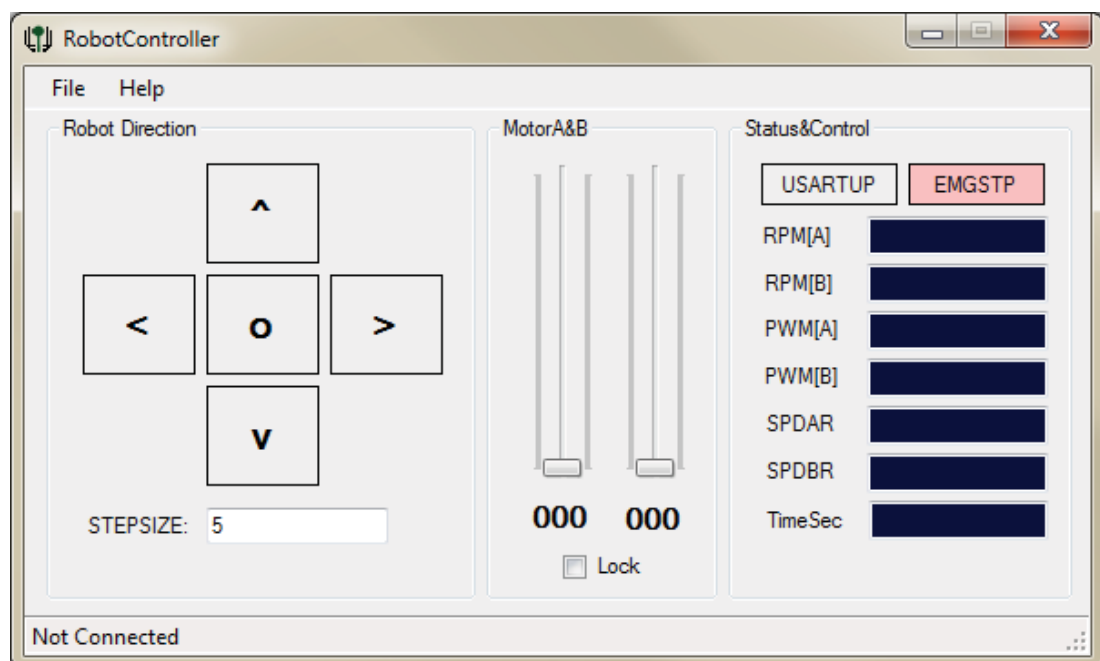 RobotController
File Help
Robot Direction
^
< o >
v
STEPSIZE: 5
MotorA&B
000 000
Lock
Status&Control
USARTUP EMGSTP
RPM[A]
RPM[B]
PWM[A]
PWM[B]
SPDAR
SPDBR
TimeSec
Not Connected